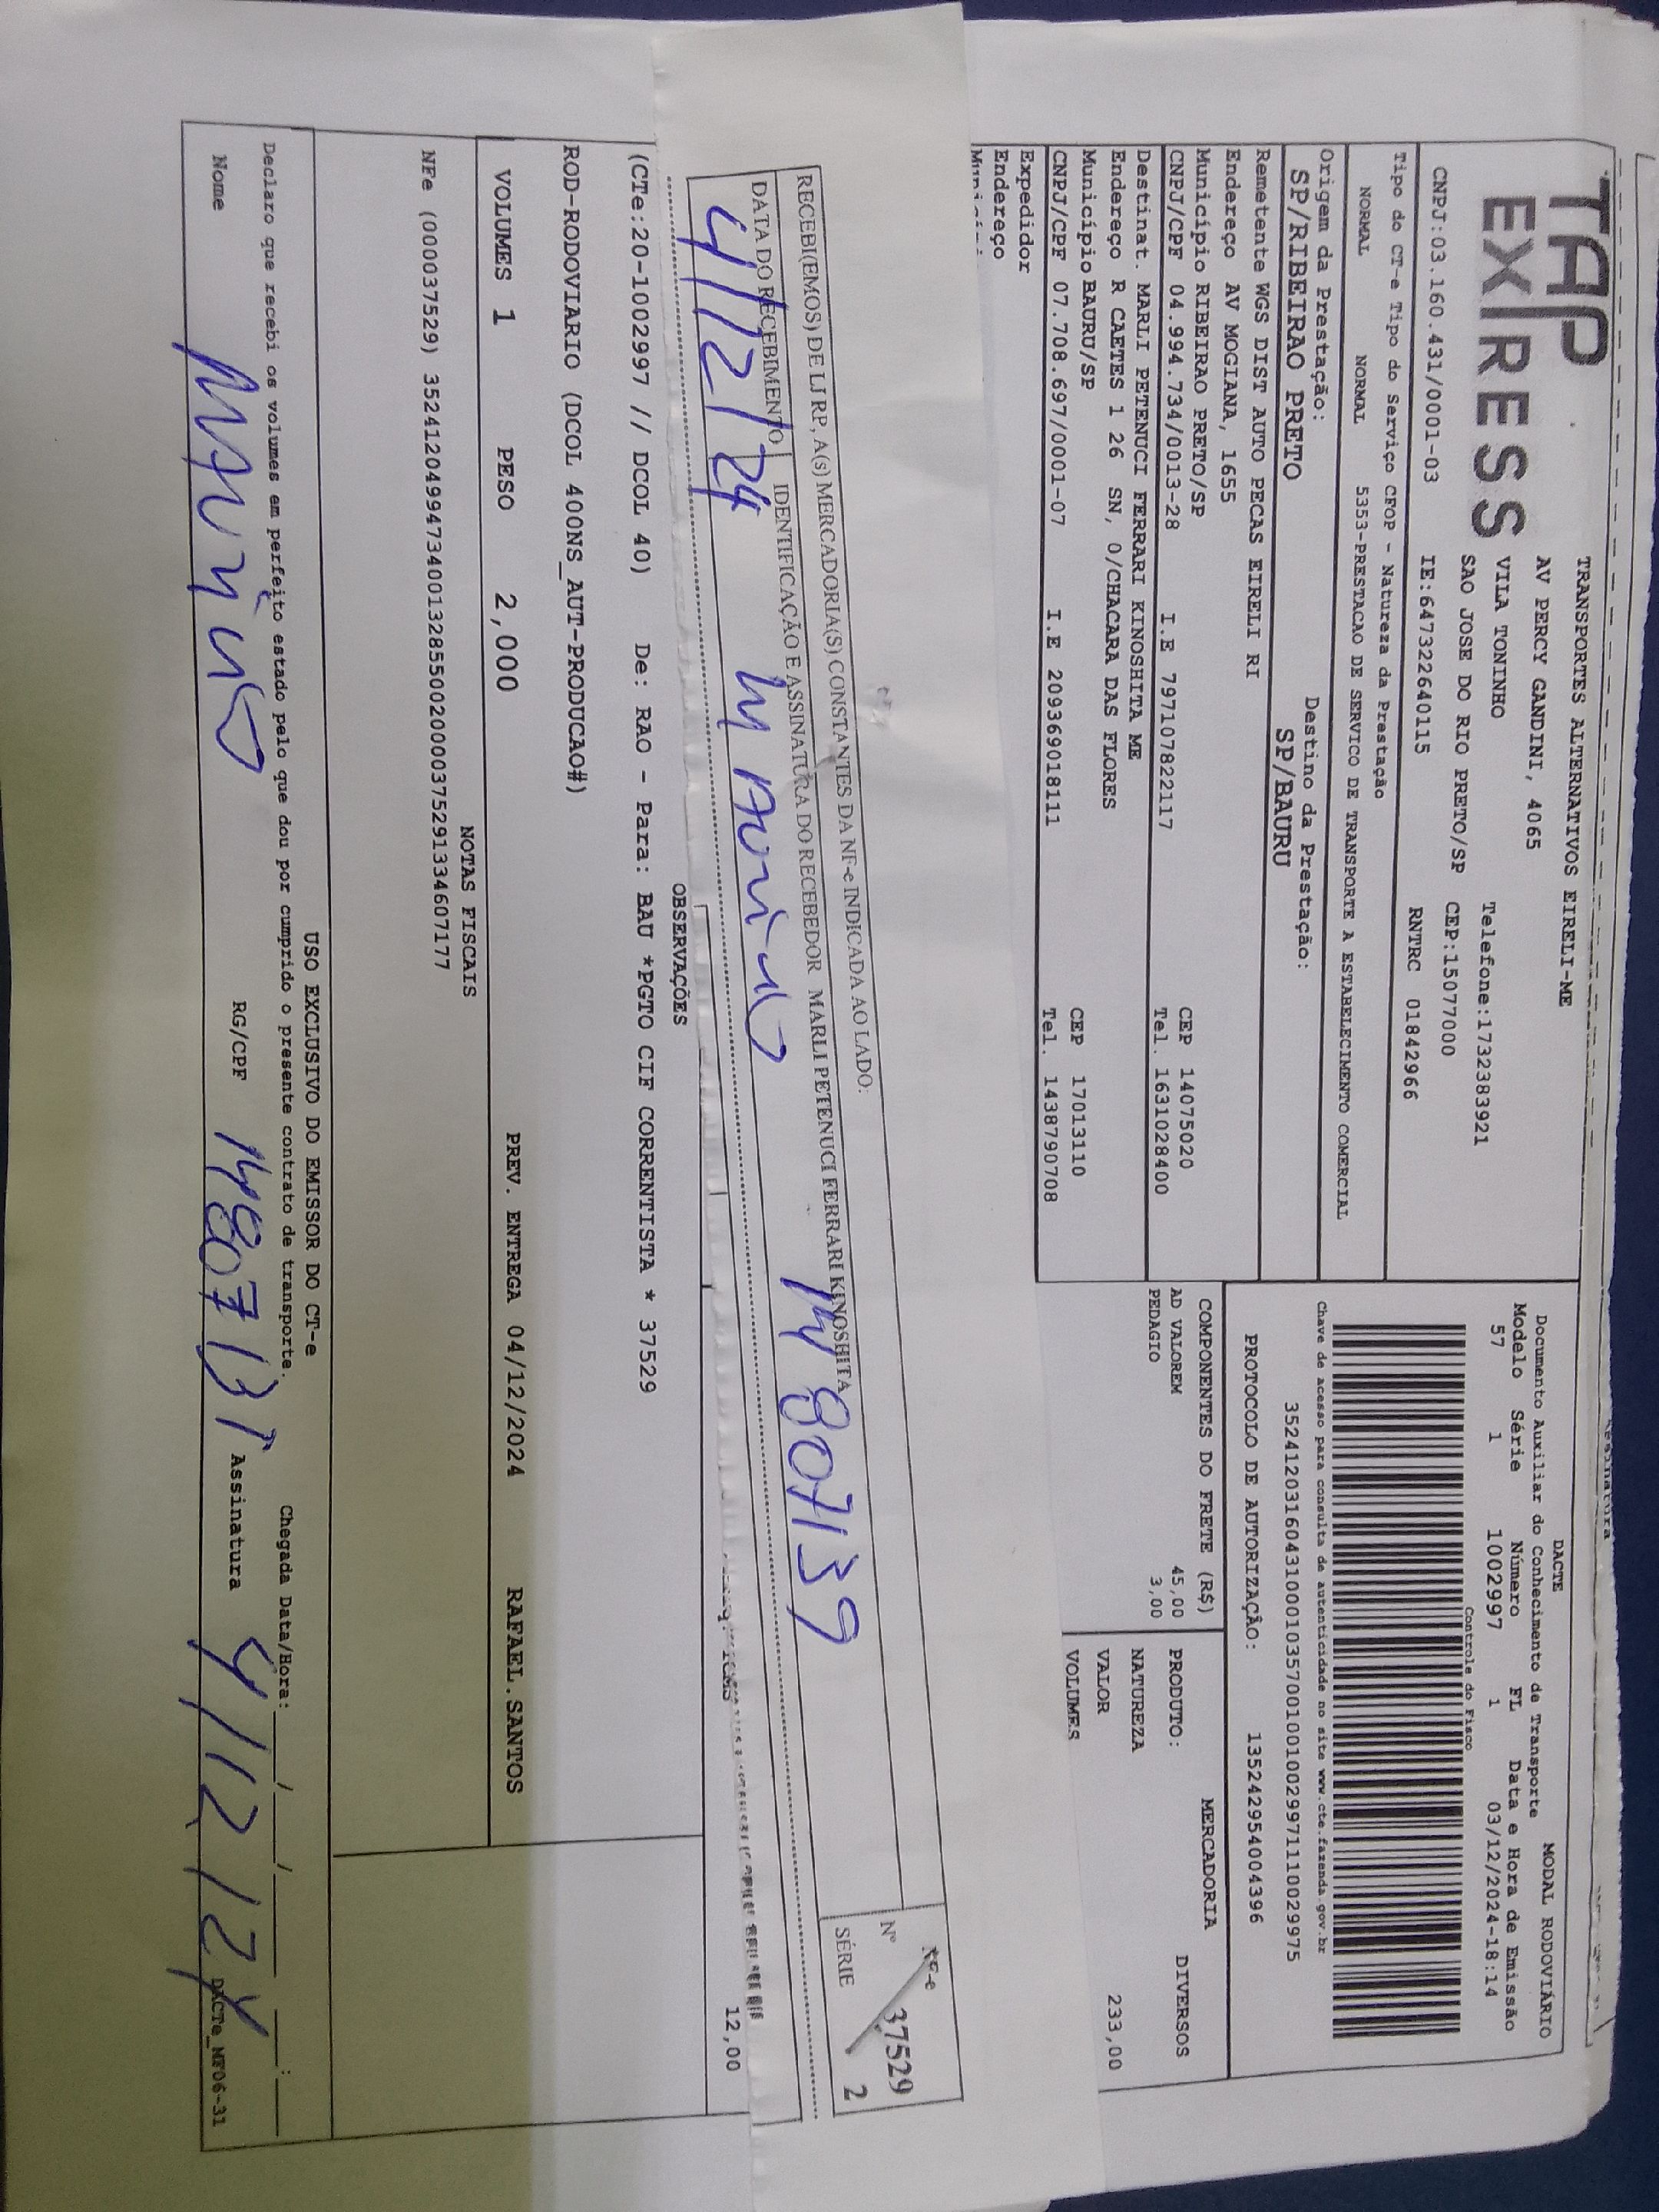 TAP
EXPRESS
TRANSPORTES ALTERNATIVOS EIRELI-ME
AV PERCY GANDINI, 4065
VILA TONINHO Telefone:1732383921
SAO JOSE DO RIO PRETO/SP CEP:15077000
CNPJ:03.160.431/0001-03 IE:647322640115 RNTRC 01842966
Tipo do CT-e Tipo do Serviço CFOP - Natureza da Prestação
NORMAL NORMAL 5353-PRESTACAO DE SERVICO DE TRANSPORTE A ESTABELECIMENTO COMERCIAL
Origem da Prestação: Destino da Prestação:
SP/RIBEIRAO PRETO SP/BAURU
Remetente WGS DIST AUTO PECAS EIRELI RI
Endereço AV MOGIANA, 1655
Município RIBEIRAO PRETO/SP CEP 14075020
CNPJ/CPF 04.994.734/0013-28 I.E 797107822117 Tel. 1631028400
Destinat. MARLI PETENUCI FERRARI KINOSHITA ME
Endereço R CAETES 1 26 SN, 0/CHACARA DAS FLORES
Município BAURU/SP CEP 17013110
CNPJ/CPF 07.708.697/0001-07 I.E 209369018111 Tel. 1438790708
Expedidor
Endereço
DACTE
MODAL RODOVIÁRIO
Documento Auxiliar do Conhecimento de Transporte
Modelo Série Número FL Data e Hora de Emissão
57 1 1002997 1 03/12/2024-18:14
Controle do Fisco
Chave de acesso para consulta de autenticidade no site www.cte.fazenda.gov.br
35241203160431000103570010010029971110029975
PROTOCOLO DE AUTORIZAÇÃO: 135242954004396
COMPONENTES DO FRETE (R$)
AD VALOREM 45,00
PEDAGIO 3,00
MERCADORIA
PRODUTO: DIVERSOS
NATUREZA
VALOR 233,00
VOLUMES
RECEBI(EMOS) DE LJ RP, A(s) MERCADORIA(S) CONSTANTES DA NF-e INDICADA AO LADO:
DATA DO RECEBIMENTO IDENTIFICAÇÃO E ASSINATURA DO RECEBEDOR MARLI PETENUCI FERRARI KINOSHITA
4/12/24 14807139
NF-e
Nº 37529
SÉRIE 2
12,00
OBSERVAÇÕES
(CTe:20-1002997 // DCOL 40) De: RAO - Para: BAU *PGTO CIF CORRENTISTA * 37529
ROD-RODOVIARIO (DCOL 400NS_AUT-PRODUCAO#)
VOLUMES 1 PESO 2,000 PREV. ENTREGA 04/12/2024 RAFAEL.SANTOS
NOTAS FISCAIS
NFe (000037529) 35241204994734001328550020000375291334607177
USO EXCLUSIVO DO EMISSOR DO CT-e
Declaro que recebi os volumes em perfeito estado pelo que dou por cumprido o presente contrato de transporte. Chegada Data/Hora: ___/___/___ ___:___
Nome RG/CPF Assinatura 4/12/24
DACTe_MF06-31